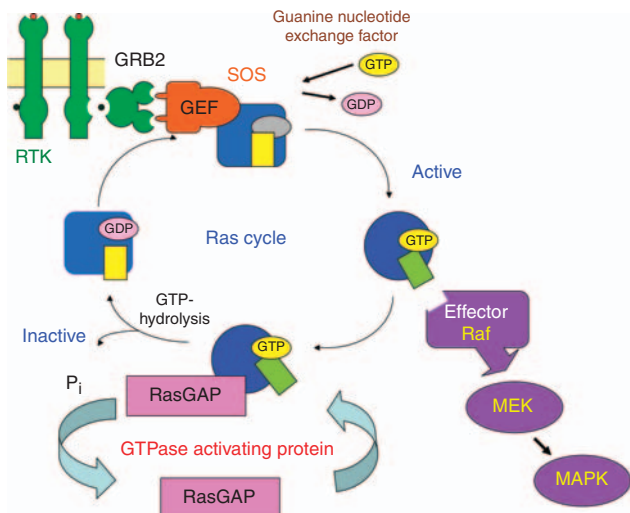 Guanine nucleotide
exchange factor
GRB2
SOS
GTP
GEF
GDP
RTK
Active
GDP
Ras cycle
GTP
GTP-
hydrolysis
Effector
Raf
Inactive
GTP
Pi
RasGAP
MEK
GTPase activating protein
MAPK
RasGAP